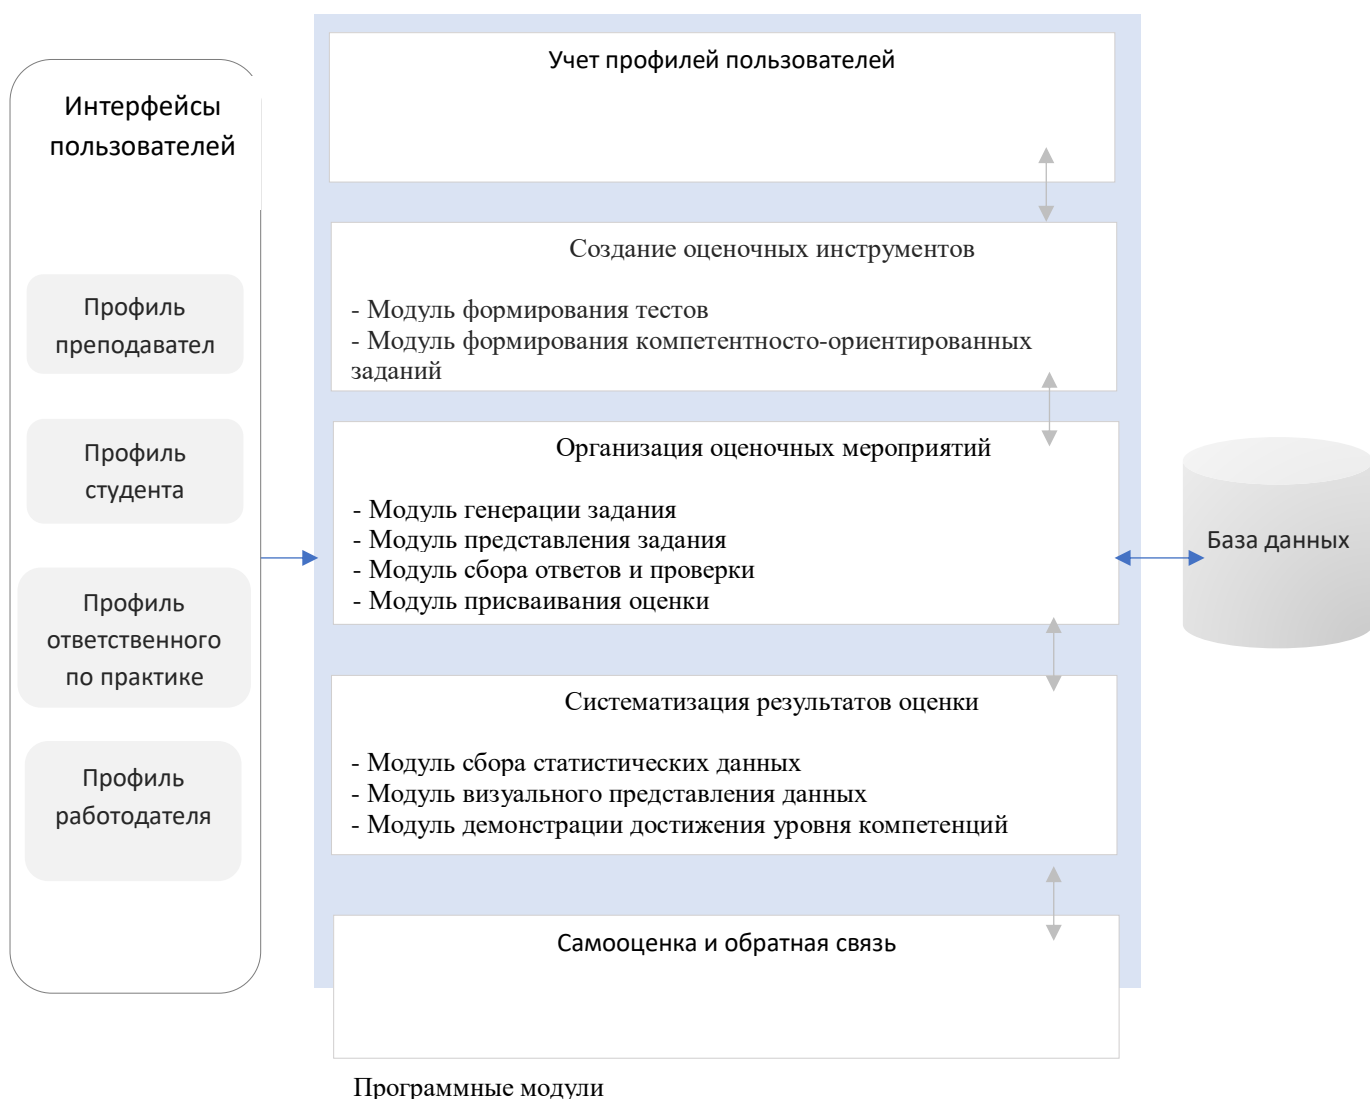 Интерфейсы
пользователей
Профиль
преподавател
Профиль
студента
Профиль
ответственного
по практике
Профиль
работодателя
Учет профилей пользователей
Создание оценочных инструментов
- Модуль формирования тестов
- Модуль формирования компетентносто-ориентированных
заданий
Организация оценочных мероприятий
- Модуль генерации задания
- Модуль представления задания
- Модуль сбора ответов и проверки
- Модуль присваивания оценки
Систематизация результатов оценки
- Модуль сбора статистических данных
- Модуль визуального представления данных
- Модуль демонстрации достижения уровня компетенций
Самооценка и обратная связь
Программные модули
База данных